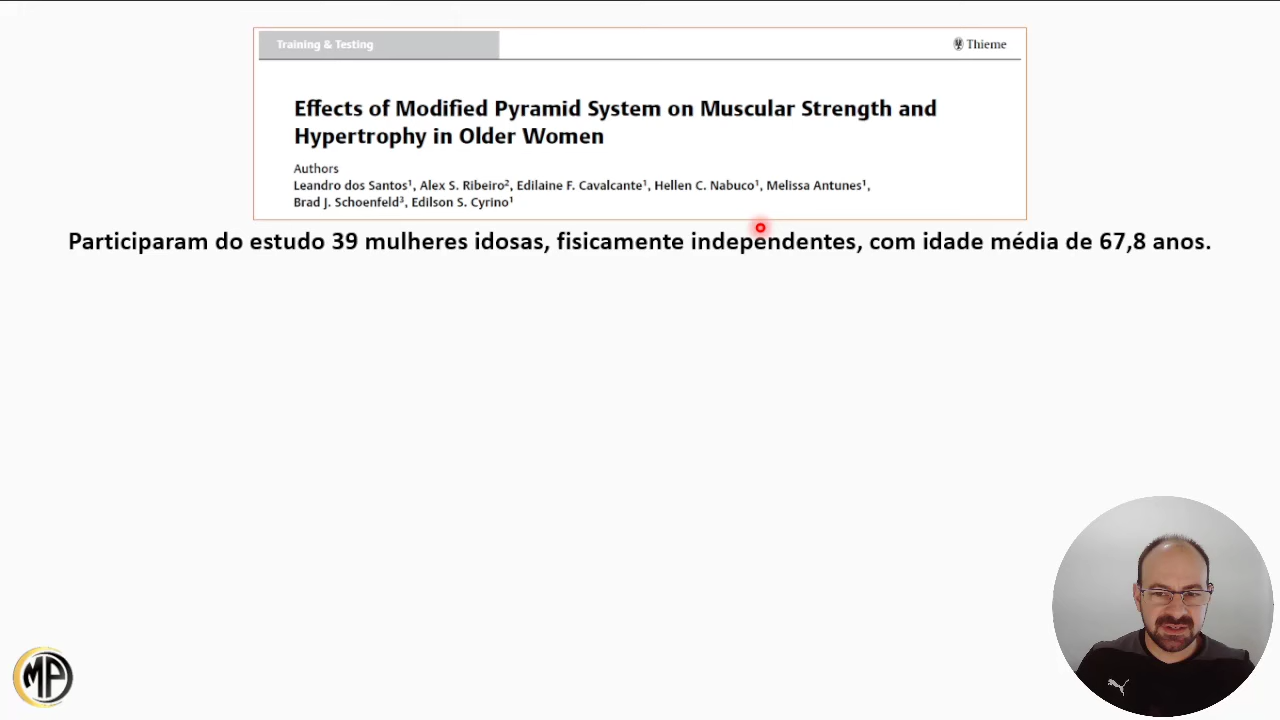 Training & Testing
Thieme
Effects of Modified Pyramid System on Muscular Strength and
Hypertrophy in Older Women
Authors
Leandro dos Santos¹, Alex S. Ribeiro², Edilaine F. Cavalcante¹, Hellen C. Nabuco¹, Melissa Antunes¹,
Brad J. Schoenfeld³, Edilson S. Cyrino¹
Participaram do estudo 39 mulheres idosas, fisicamente independentes, com idade média de 67,8 anos.
MP